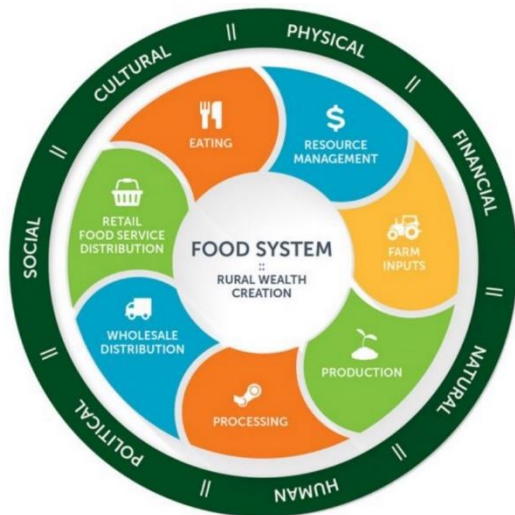 CULTURAL
||
PHYSICAL
||
FINANCIAL
||
NATURAL
||
HUMAN
||
POLITICAL
||
SOCIAL
||
EATING
$
RESOURCE
MANAGEMENT
FARM
INPUTS
PRODUCTION
PROCESSING
WHOLESALE
DISTRIBUTION
RETAIL
FOOD SERVICE
DISTRIBUTION
FOOD SYSTEM
::
RURAL WEALTH
CREATION